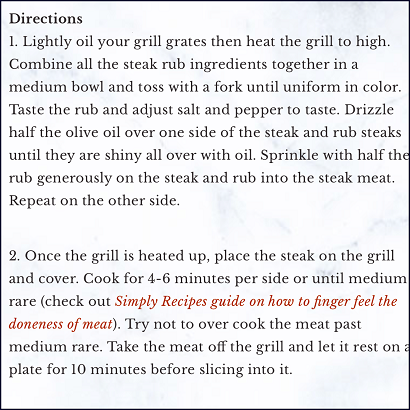 Directions
1. Lightly oil your grill grates then heat the grill to high.
Combine all the steak rub ingredients together in a
medium bowl and toss with a fork until uniform in color.
Taste the rub and adjust salt and pepper to taste. Drizzle
half the olive oil over one side of the steak and rub steaks
until they are shiny all over with oil. Sprinkle with half the
rub generously on the steak and rub into the steak meat.
Repeat on the other side.
2. Once the grill is heated up, place the steak on the grill
and cover. Cook for 4-6 minutes per side or until medium
rare (check out Simply Recipes guide on how to finger feel the
doneness of meat). Try not to over cook the meat past
medium rare. Take the meat off the grill and let it rest on a
plate for 10 minutes before slicing into it.